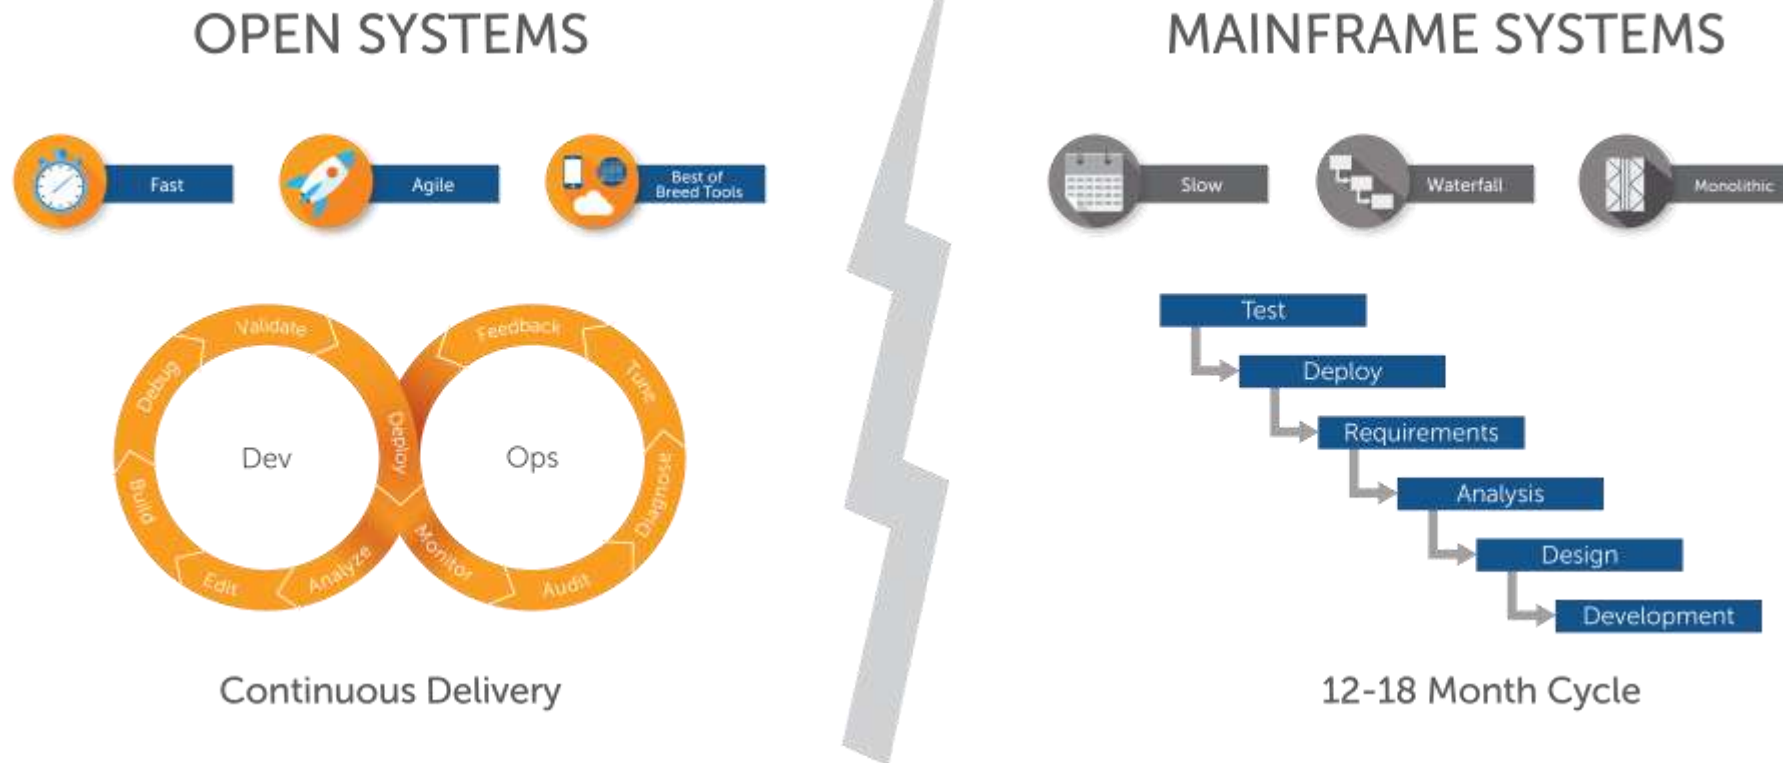 OPEN SYSTEMS
Fast
Agile
Best of
Breed Tools
Validate
Debug
Build
Edit
Analyze
Deploy
Dev
Feedback
Tune
Diagnose
Audit
Monitor
Ops
Continuous Delivery
MAINFRAME SYSTEMS
Slow
Waterfall
Monolithic
Test
Deploy
Requirements
Analysis
Design
Development
12-18 Month Cycle